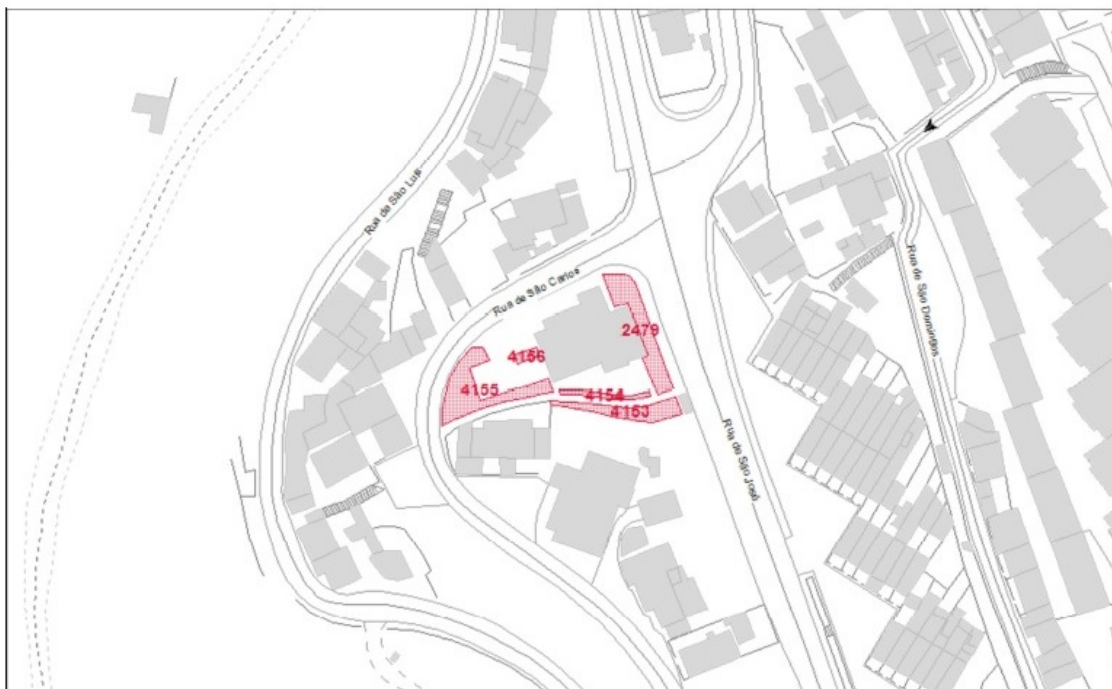 Rua de São Luis
Rua de São Carlos
Rua de São Domingos
2479
4156
4155
4154
4153
Rua de São José